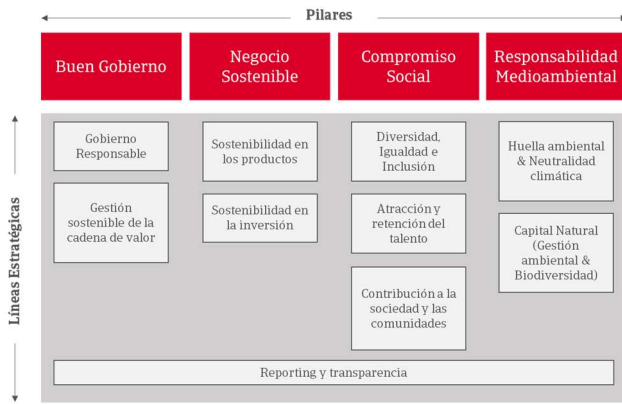 Pilares
Buen Gobierno
Negocio
Sostenible
Compromiso
Social
Responsabilidad
Medioambiental
Líneas Estratégicas
Gobierno
Responsable
Gestión
sostenible de la
cadena de valor
Sostenibilidad en
los productos
Sostenibilidad en
la inversión
Diversidad,
Igualdad e
Inclusión
Atracción y
retención del
talento
Contribución a la
sociedad y las
comunidades
Huella ambiental
& Neutralidad
climática
Capital Natural
(Gestión
ambiental &
Biodiversidad)
Reporting y transparencia